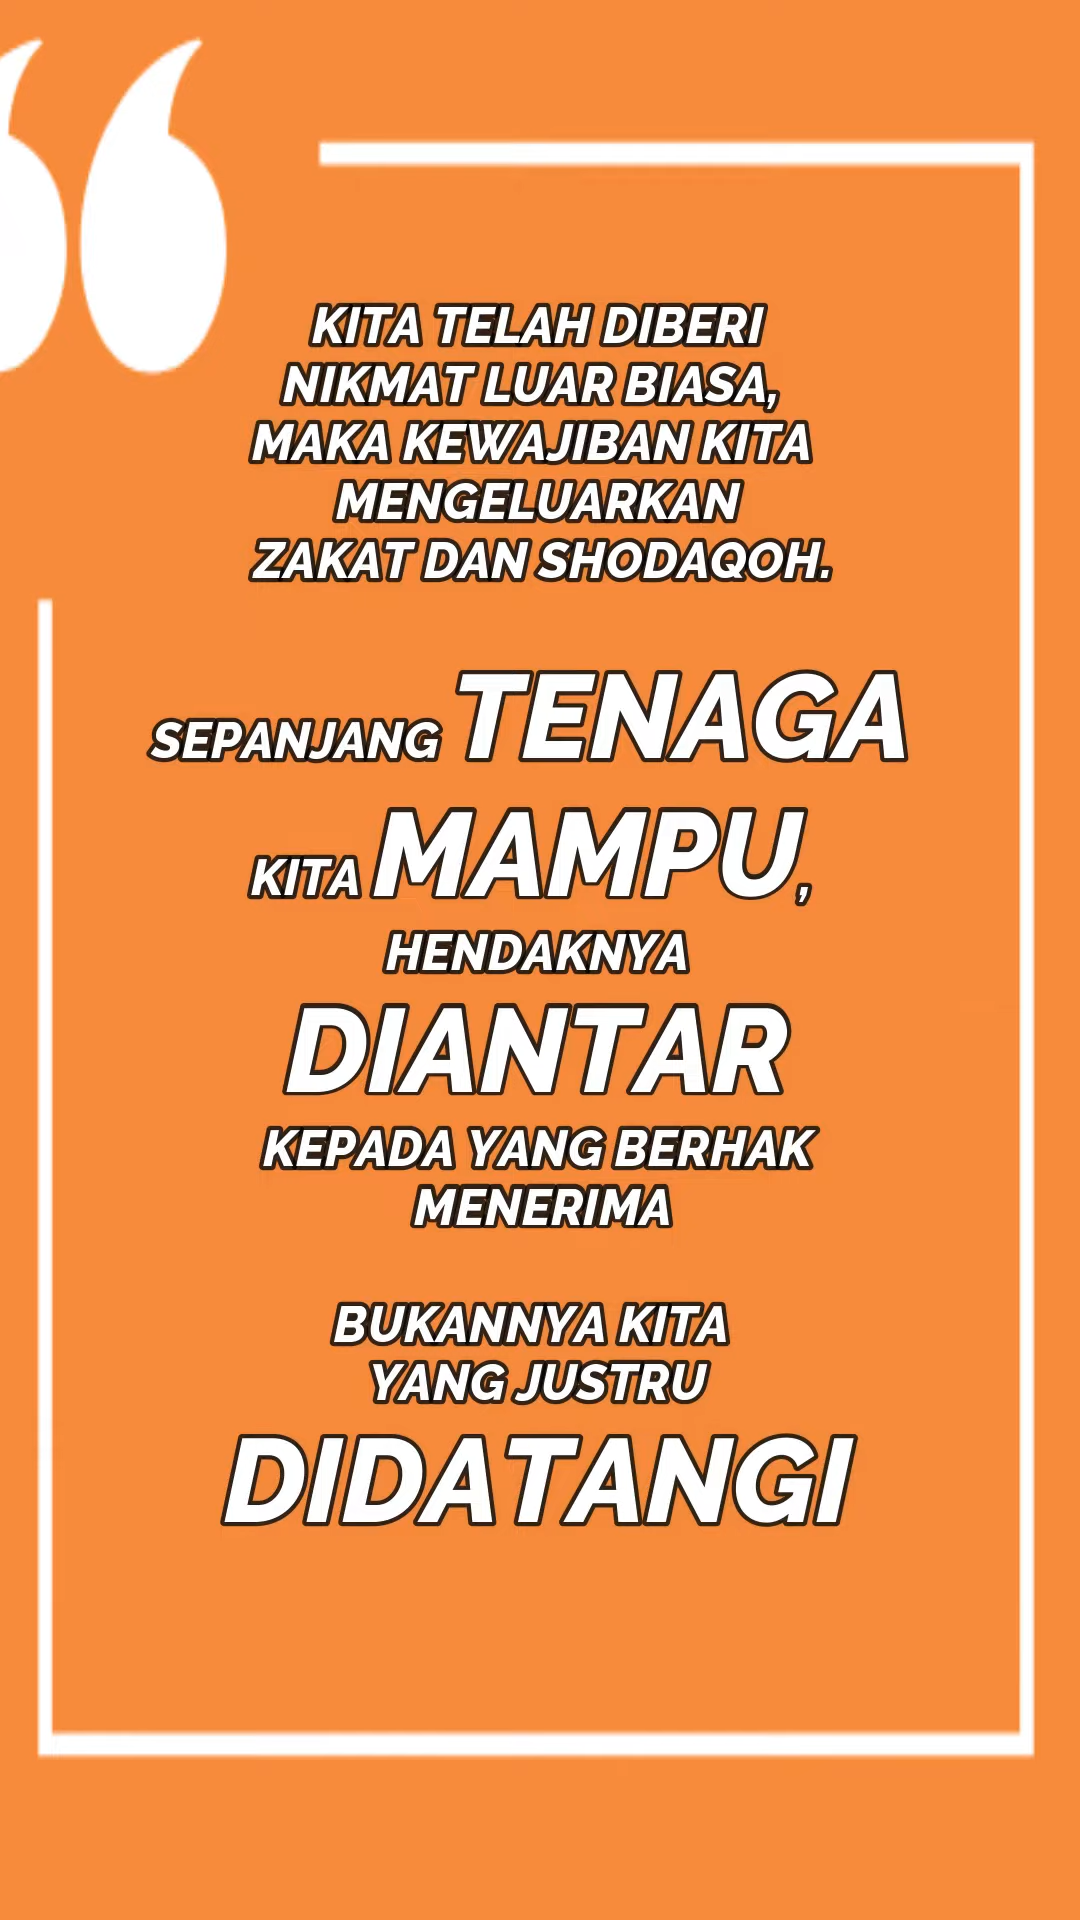 KITA TELAH DIBERI
NIKMAT LUAR BIASA,
MAKA KEWAJIBAN KITA
MENGELUARKAN
ZAKAT DAN SHODAQOH.
SEPANJANG TENAGA
KITA MAMPU,
HENDAKNYA
DIANTAR
KEPADA YANG BERHAK
MENERIMA
BUKANNYA KITA
YANG JUSTRU
DIDATANGI